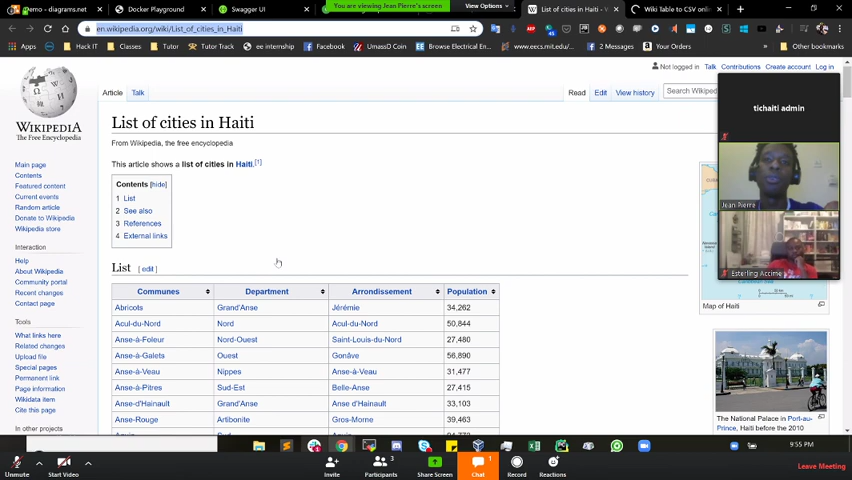 Demo - diagrams.net
Docker Playground
Swagger UI
You are viewing Jean Pierre's screen
View Options
List of cities in Haiti - W
Wiki Table to CSV onli
en.wikipedia.org/wiki/List_of_cities_in_Haiti
Apps
Hack IT
Classes
Tutor
Tutor Track
ee internship
Facebook
UmassD Coin
Browse Electrical En...
www.eecs.mit.edu/...
2 Messages
Your Orders
Other bookmarks
Not logged in Talk Contributions Create account Log in
WIKIPEDIA
The Free Encyclopedia
Article Talk
Read Edit View history
Search Wikiped
List of cities in Haiti
From Wikipedia, the free encyclopedia
This article shows a list of cities in Haiti.[1]
Contents [hide]
1 List
2 See also
3 References
4 External links
List [ edit ]
Communes Department Arrondissement Population
Abricots Grand'Anse Jérémie 34,262
Acul-du-Nord Nord Acul-du-Nord 50,844
Anse-à-Foleur Nord-Ouest Saint-Louis-du-Nord 27,480
Anse-à-Galets Ouest Gonâve 56,890
Anse-à-Veau Nippes Anse-à-Veau 31,477
Anse-à-Pitres Sud-Est Belle-Anse 27,415
Anse-d'Hainault Grand'Anse Anse d'Hainault 33,103
Anse-Rouge Artibonite Gros-Morne 39,463
Main page
Contents
Featured content
Current events
Random article
Donate to Wikipedia
Wikipedia store
Interaction
Help
About Wikipedia
Community portal
Recent changes
Contact page
Tools
What links here
Related changes
Upload file
Special pages
Permanent link
Page information
Wikidata item
Cite this page
In other projects
tichaiti admin
Jean Pierre
Esterling Accime
Map of Haiti
The National Palace in Port-au-
Prince, Haiti before the 2010
9:55 PM
Unmute
Start Video
Invite
Participants 3
Share Screen
Chat 1
Record
Reactions
Leave Meeting